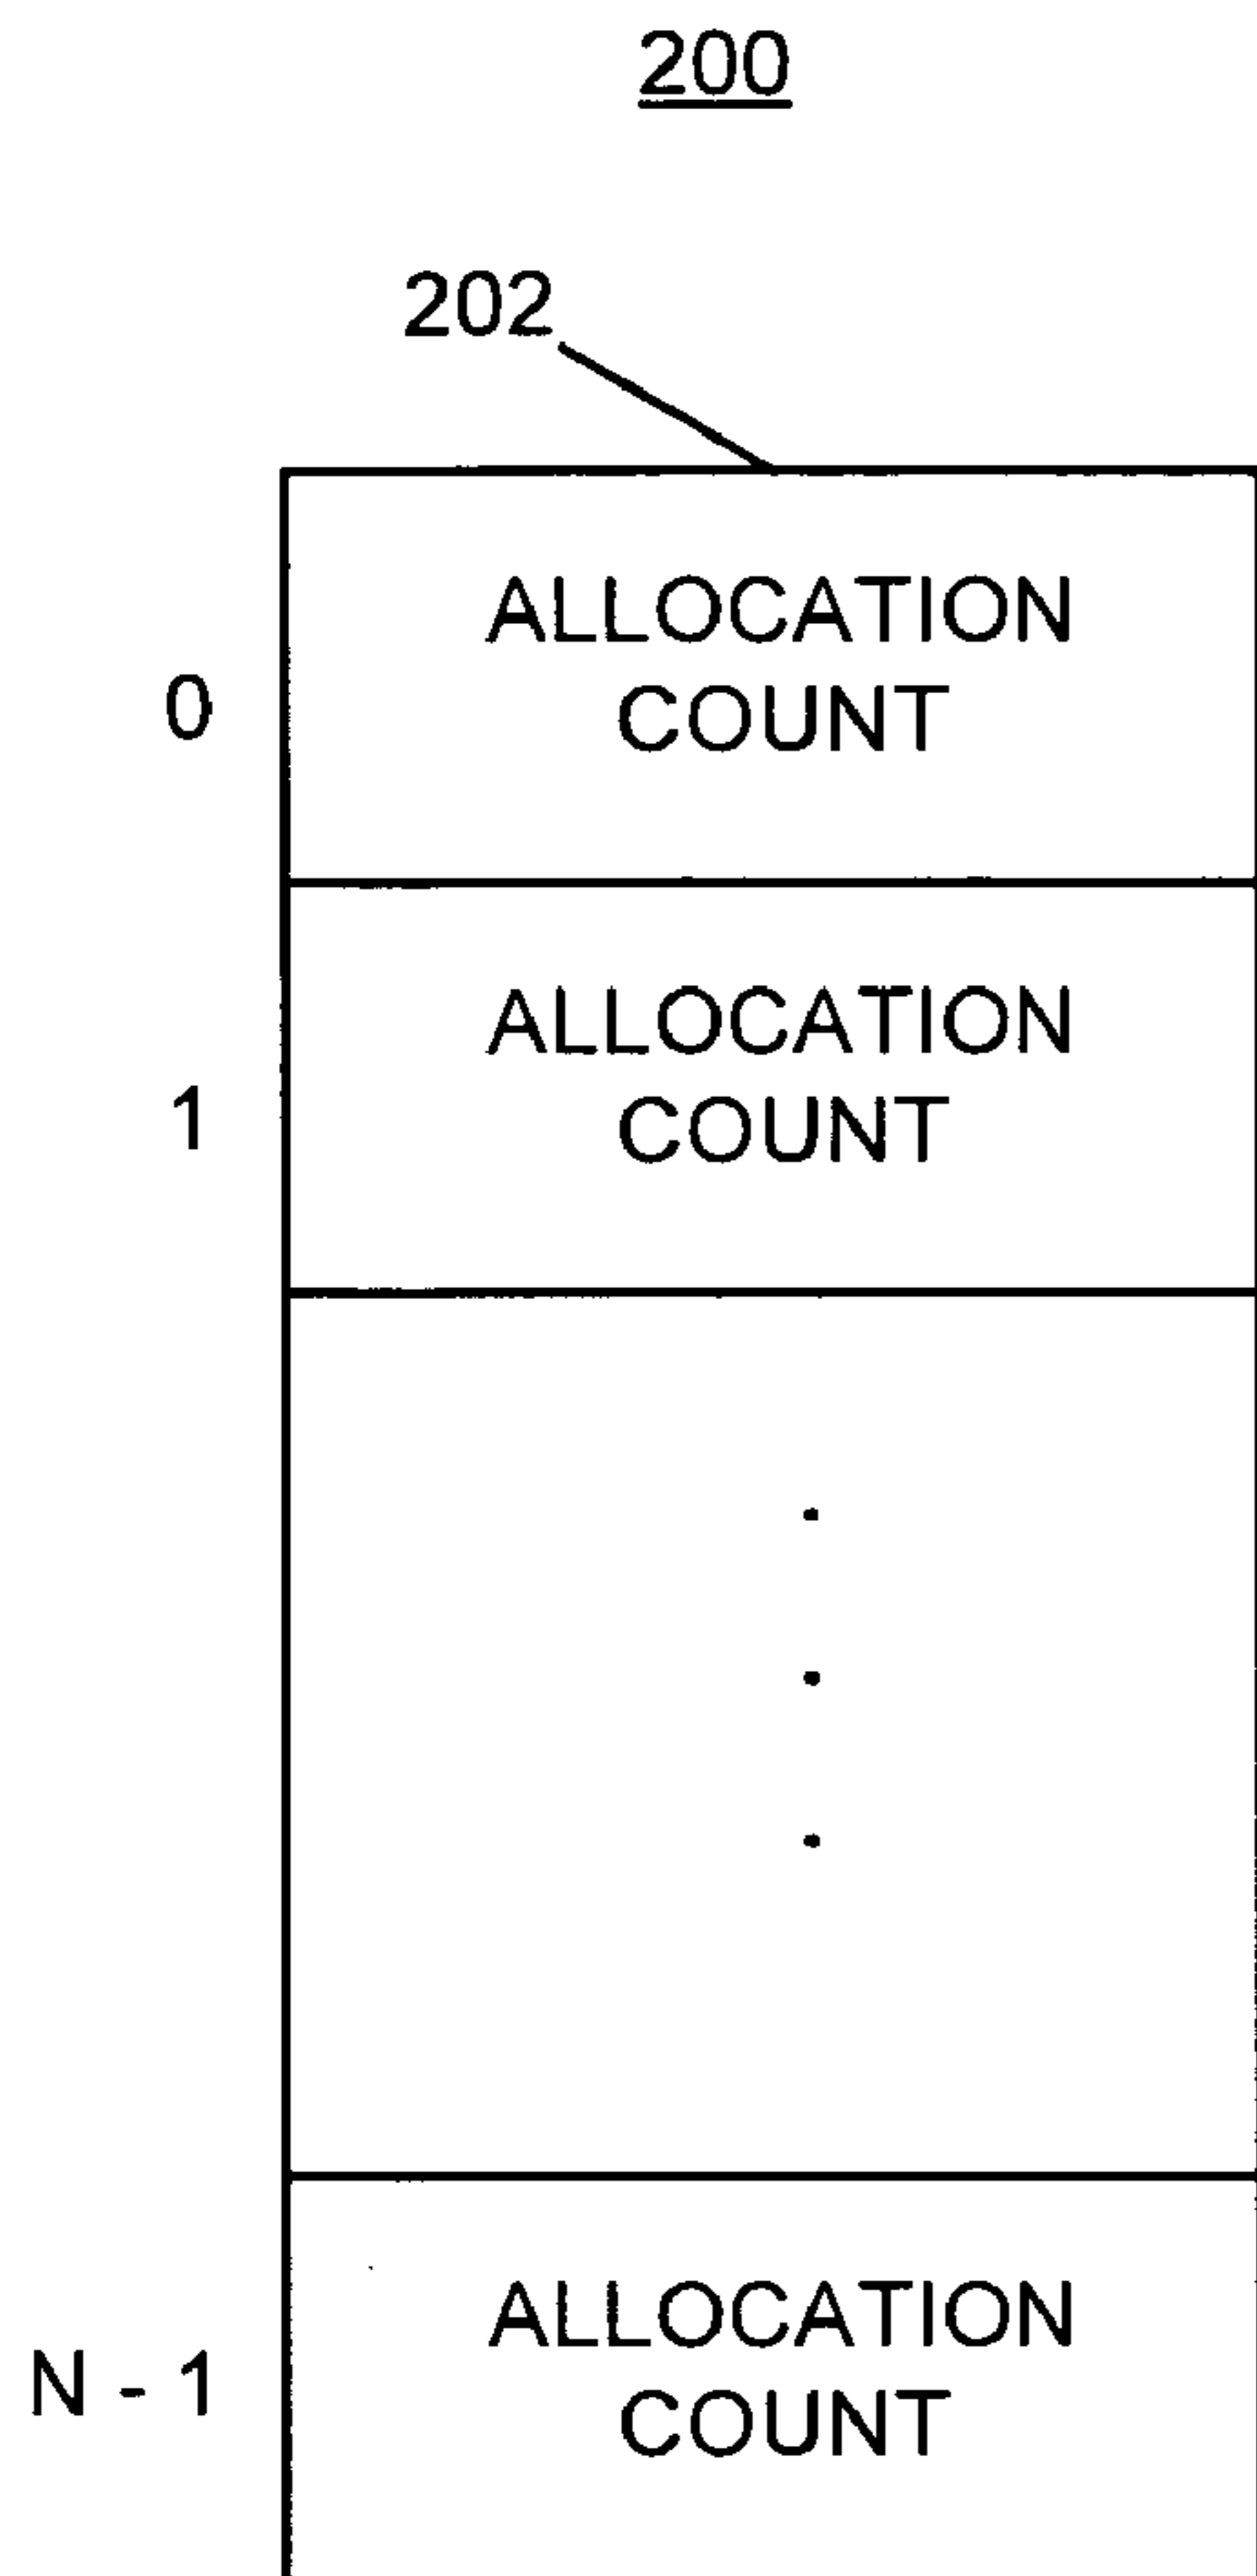 200
202
ALLOCATION
COUNT
0
ALLOCATION
COUNT
1
.
.
.
ALLOCATION
COUNT
N - 1